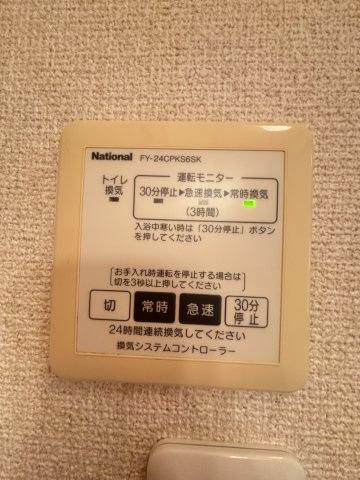 National FY-24CPKS6SK
運転モニター
トイレ
換気
30分停止▶急速換気▶常時換気
(3時間)
入浴中寒い時は「30分停止」ボタン
を押してください
お手入れ時運転を停止する場合は
切を3秒以上押してください
切 常時 急速 30分
停止
24時間連続換気してください
換気システムコントローラー